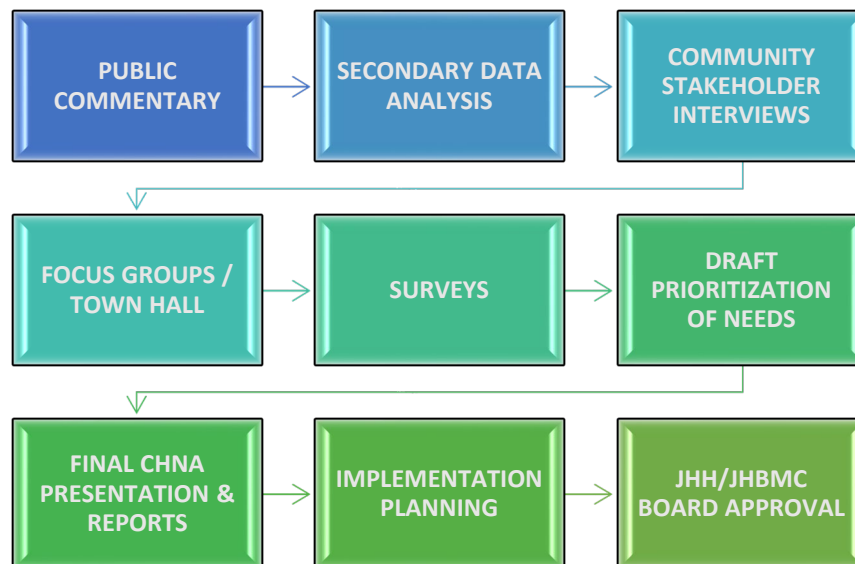 PUBLIC
COMMENTARY
SECONDARY DATA
ANALYSIS
COMMUNITY
STAKEHOLDER
INTERVIEWS
FOCUS GROUPS /
TOWN HALL
SURVEYS
DRAFT
PRIORITIZATION
OF NEEDS
FINAL CHNA
PRESENTATION &
REPORTS
IMPLEMENTATION
PLANNING
JHH/JHBMC
BOARD APPROVAL